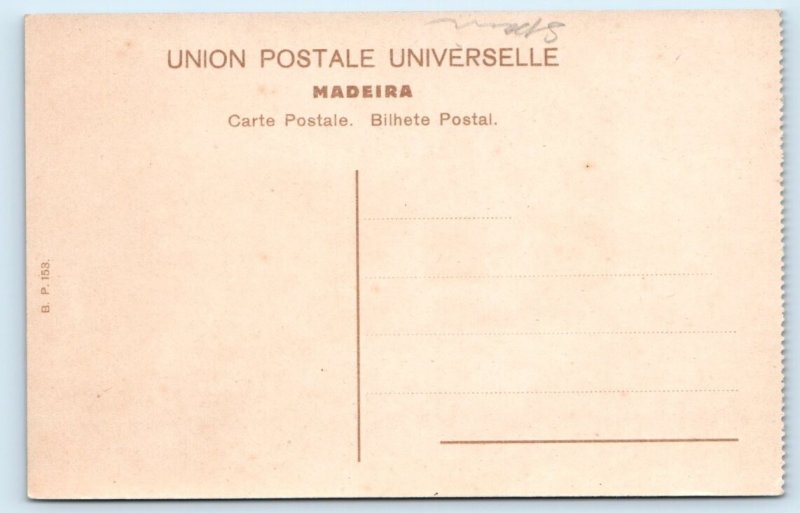 UNION POSTALE UNIVERSELLE
MADEIRA
Carte Postale. Bilhete Postal.
B. P. 153.